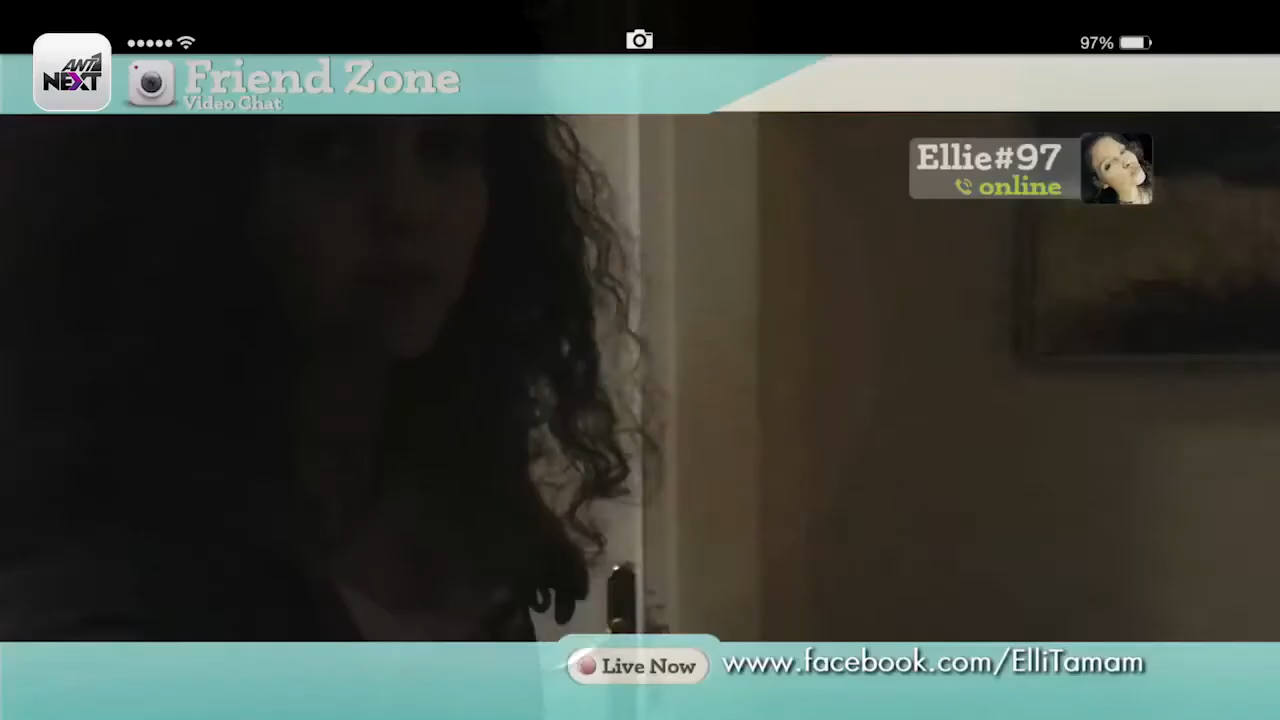 97%
ANT1
NEXT
Friend Zone
Video Chat
Ellie#97
online
Live Now
www.facebook.com/ElliTamam